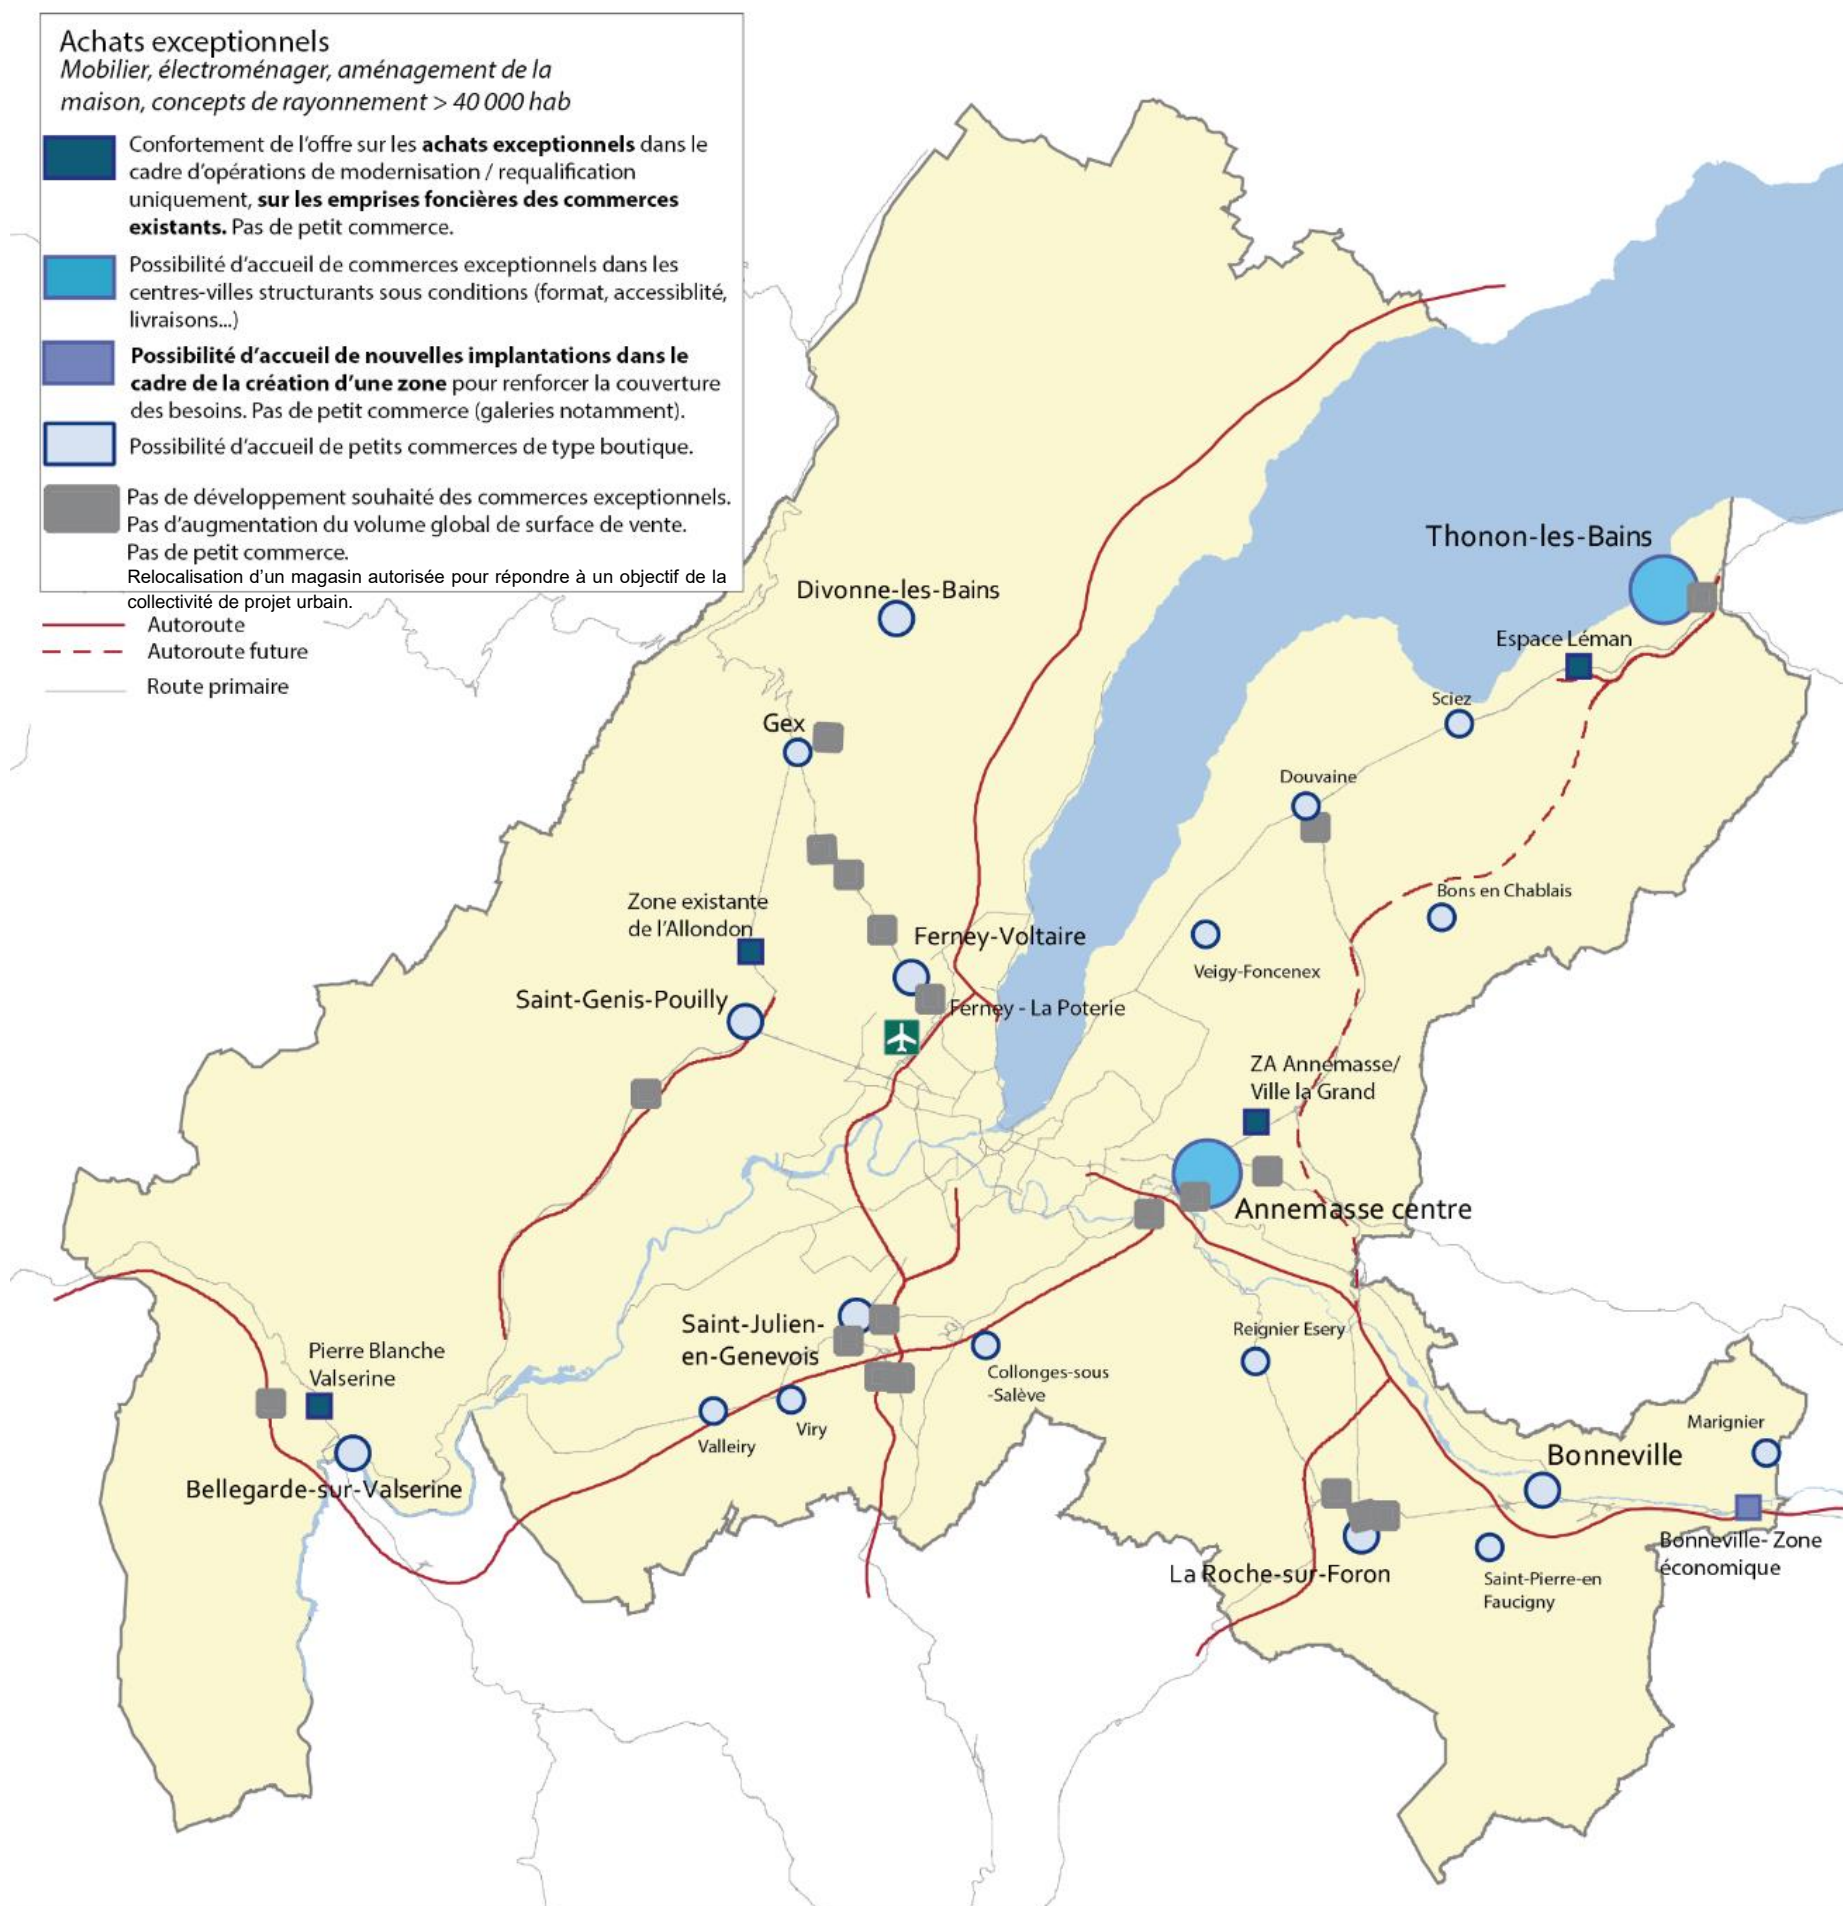 Achats exceptionnels
Mobilier, électroménager, aménagement de la
maison, concepts de rayonnement > 40 000 hab
Confortement de l'offre sur les achats exceptionnels dans le
cadre d'opérations de modernisation / requalification
uniquement, sur les emprises foncières des commerces
existants. Pas de petit commerce.
Possibilité d'accueil de commerces exceptionnels dans les
centres-villes structurants sous conditions (format, accessiblité,
livraisons...)
Possibilité d'accueil de nouvelles implantations dans le
cadre de la création d'une zone pour renforcer la couverture
des besoins. Pas de petit commerce (galeries notamment).
Possibilité d'accueil de petits commerces de type boutique.
Pas de développement souhaité des commerces exceptionnels.
Pas d'augmentation du volume global de surface de vente.
Pas de petit commerce.
Relocalisation d'un magasin autorisée pour répondre à un objectif de la
collectivité de projet urbain.
Autoroute
Autoroute future
Route primaire
Thonon-les-Bains
Divonne-les-Bains
Espace Léman
Sciez
Gex
Douvaine
Bons en Chablais
Zone existante
de l'Allondon
Ferney-Voltaire
Veigy-Foncenex
Saint-Genis-Pouilly
Ferney - La Poterie
ZA Annemasse/
Ville la Grand
Annemasse centre
Saint-Julien-
en-Genevois
Reignier Esery
Pierre Blanche
Valserine
Collonges-sous
-Salève
Viry
Valleiry
Marignier
Bonneville
Bellegarde-sur-Valserine
Bonneville- Zone
économique
La Roche-sur-Foron
Saint-Pierre-en
Faucigny